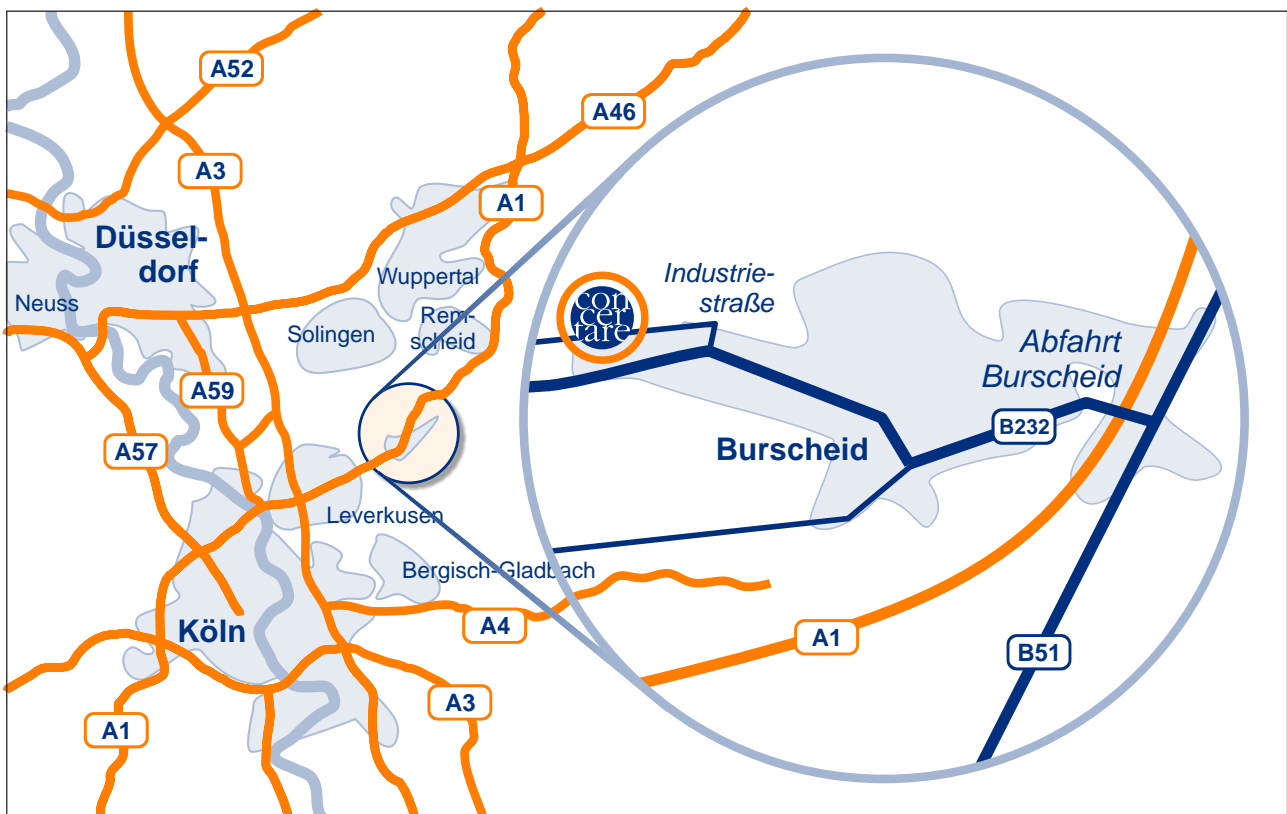 A52
A46
A3
A1
Düssel-
dorf
Wuppertal
Neuss
Rem-
scheid
Solingen
A59
A57
Leverkusen
Bergisch-Gladbach
Köln
A4
A3
A1
con
cer
tare
Industrie-
straße
Abfahrt
Burscheid
B232
Burscheid
A1
B51